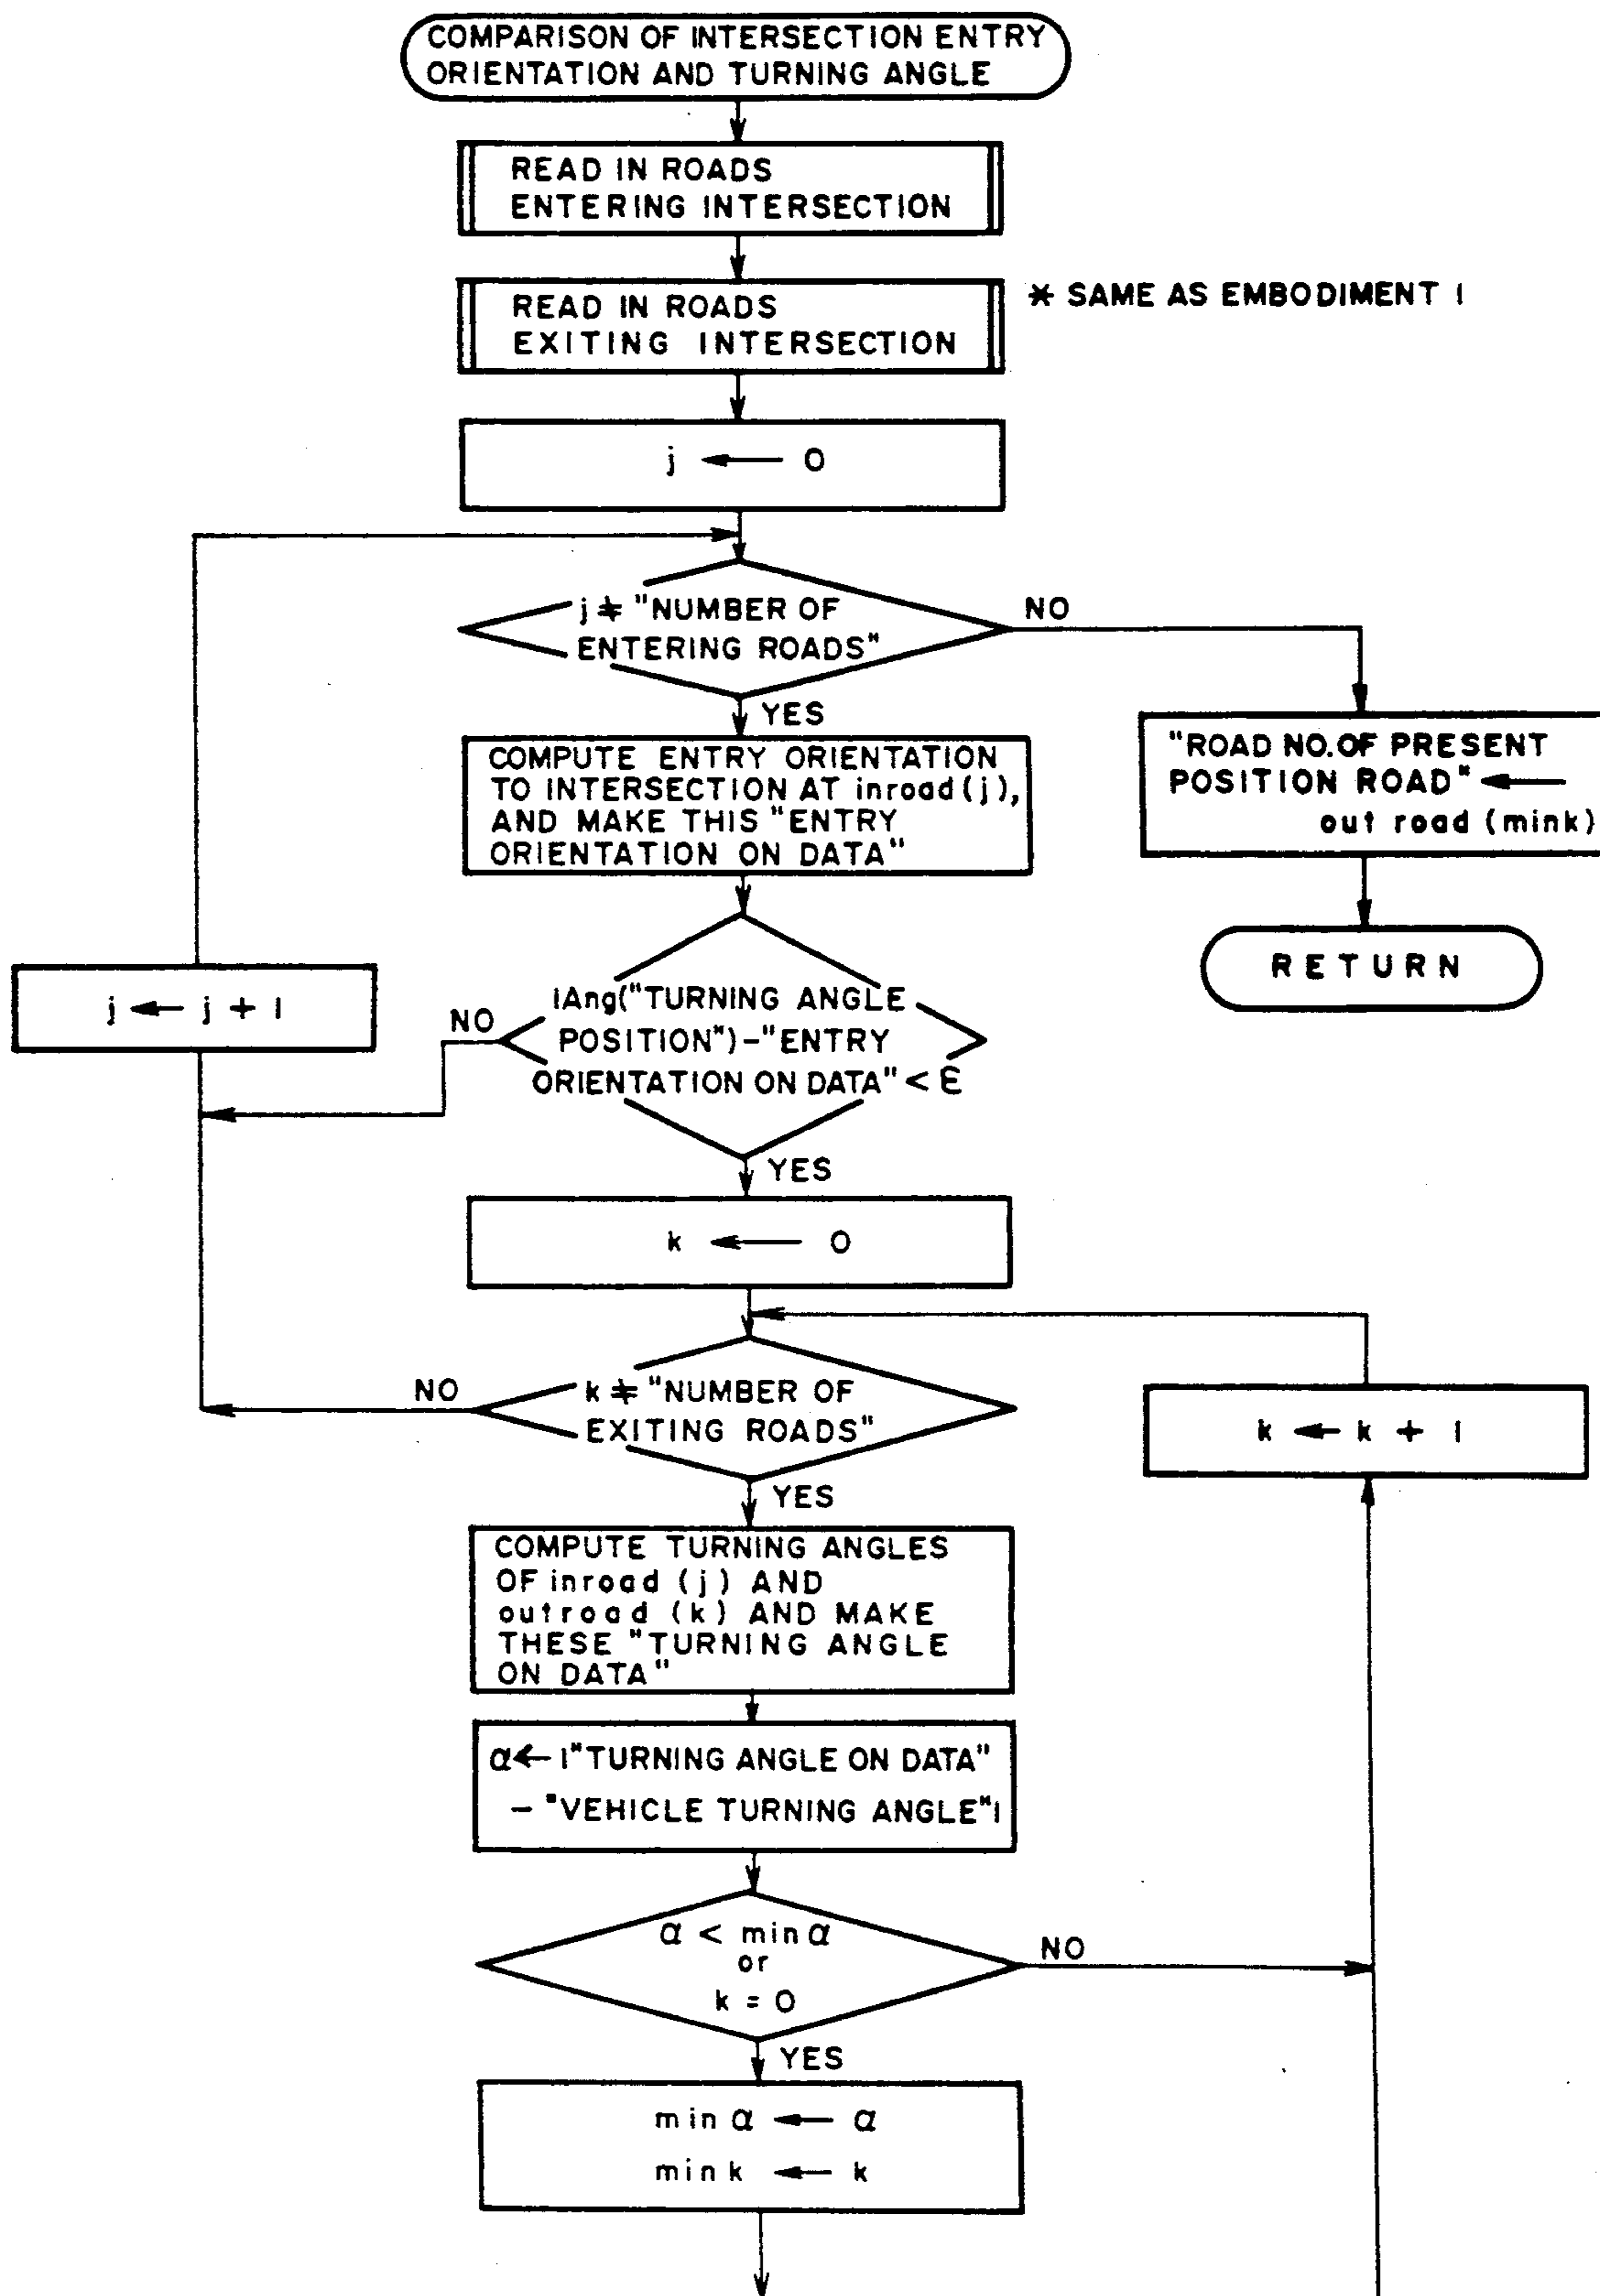 COMPARISON OF INTERSECTION ENTRY
ORIENTATION AND TURNING ANGLE
READ IN ROADS
ENTERING INTERSECTION
READ IN ROADS
EXITING INTERSECTION
* SAME AS EMBODIMENT 1
j ← 0
j ≠ "NUMBER OF
ENTERING ROADS"
NO
YES
COMPUTE ENTRY ORIENTATION
TO INTERSECTION AT inroad (j),
AND MAKE THIS "ENTRY
ORIENTATION ON DATA"
"ROAD NO. OF PRESENT
POSITION ROAD" ←
out road (mink)
RETURN
j ← j + 1
|Ang("TURNING ANGLE
POSITION")-"ENTRY
ORIENTATION ON DATA" < ε
NO
YES
k ← 0
k ≠ "NUMBER OF
EXITING ROADS"
NO
YES
k ← k + 1
COMPUTE TURNING ANGLES
OF inroad (j) AND
outroad (k) AND MAKE
THESE "TURNING ANGLE
ON DATA"
α ← |"TURNING ANGLE ON DATA"
- "VEHICLE TURNING ANGLE"|
α < min α
or
k = 0
NO
YES
min α ← α
min k ← k